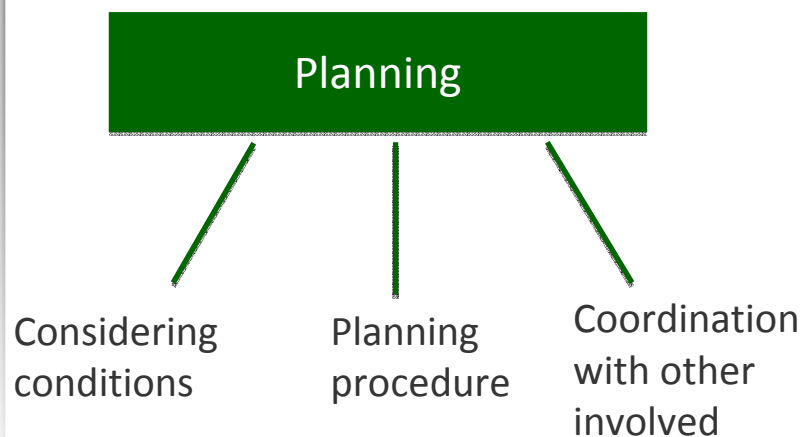 Planning
Considering
conditions
Planning
procedure
Coordination
with other
involved